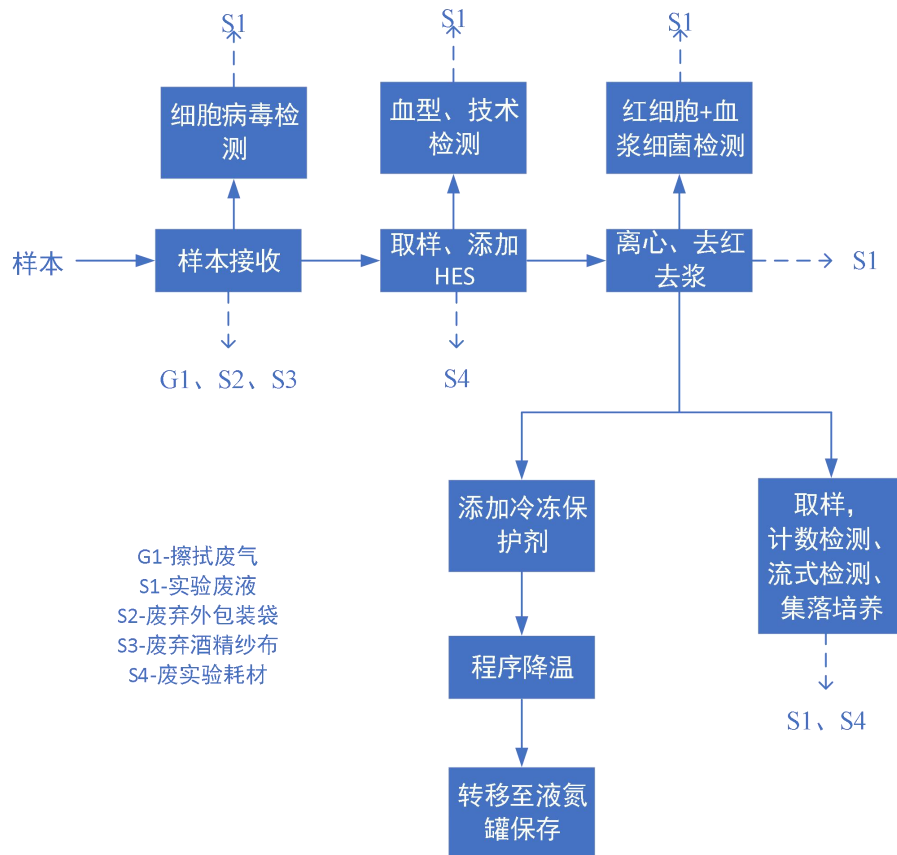 S1
S1
S1
细胞病毒检
测
血型、技术
检测
红细胞+血
浆细菌检测
样本
样本接收
取样、添加
HES
离心、去红
去浆
S1
G1、S2、S3
S4
添加冷冻保
护剂
取样，
计数检测、
流式检测、
集落培养
G1-擦拭废气
S1-实验废液
S2-废弃外包装袋
S3-废弃酒精纱布
S4-废实验耗材
程序降温
S1、S4
转移至液氮
罐保存